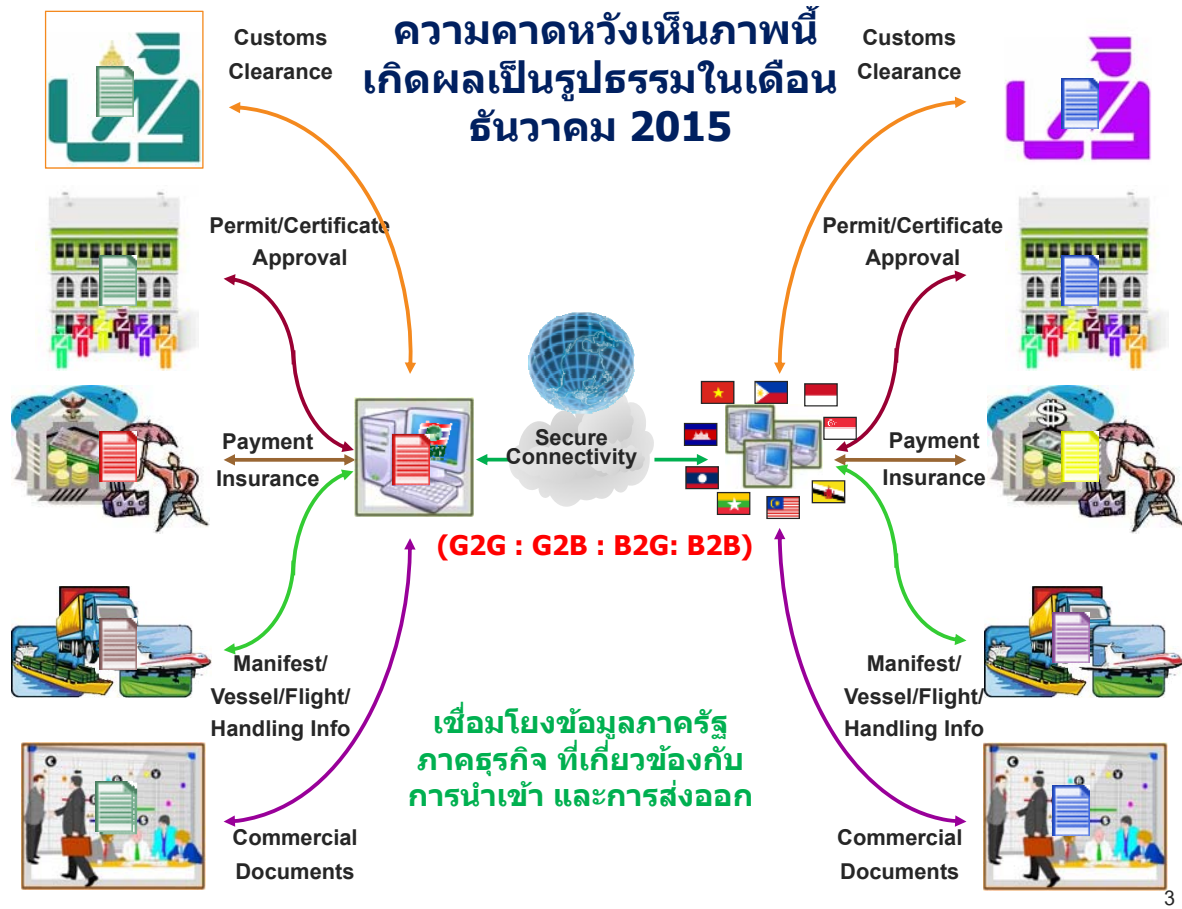 ความคาดหวังเห็นภาพนี้
เกิดผลเป็นรูปธรรมในเดือน
ธันวาคม 2015
Customs
Clearance
Customs
Clearance
Permit/Certificate
Approval
Permit/Certificate
Approval
Payment
Insurance
Secure
Connectivity
Payment
Insurance
(G2G : G2B : B2G: B2B)
Manifest/
Vessel/Flight/
Handling Info
Manifest/
Vessel/Flight/
Handling Info
เชื่อมโยงข้อมูลภาครัฐ
ภาคธุรกิจ ที่เกี่ยวข้องกับ
การนำเข้า และการส่งออก
Commercial
Documents
Commercial
Documents
3